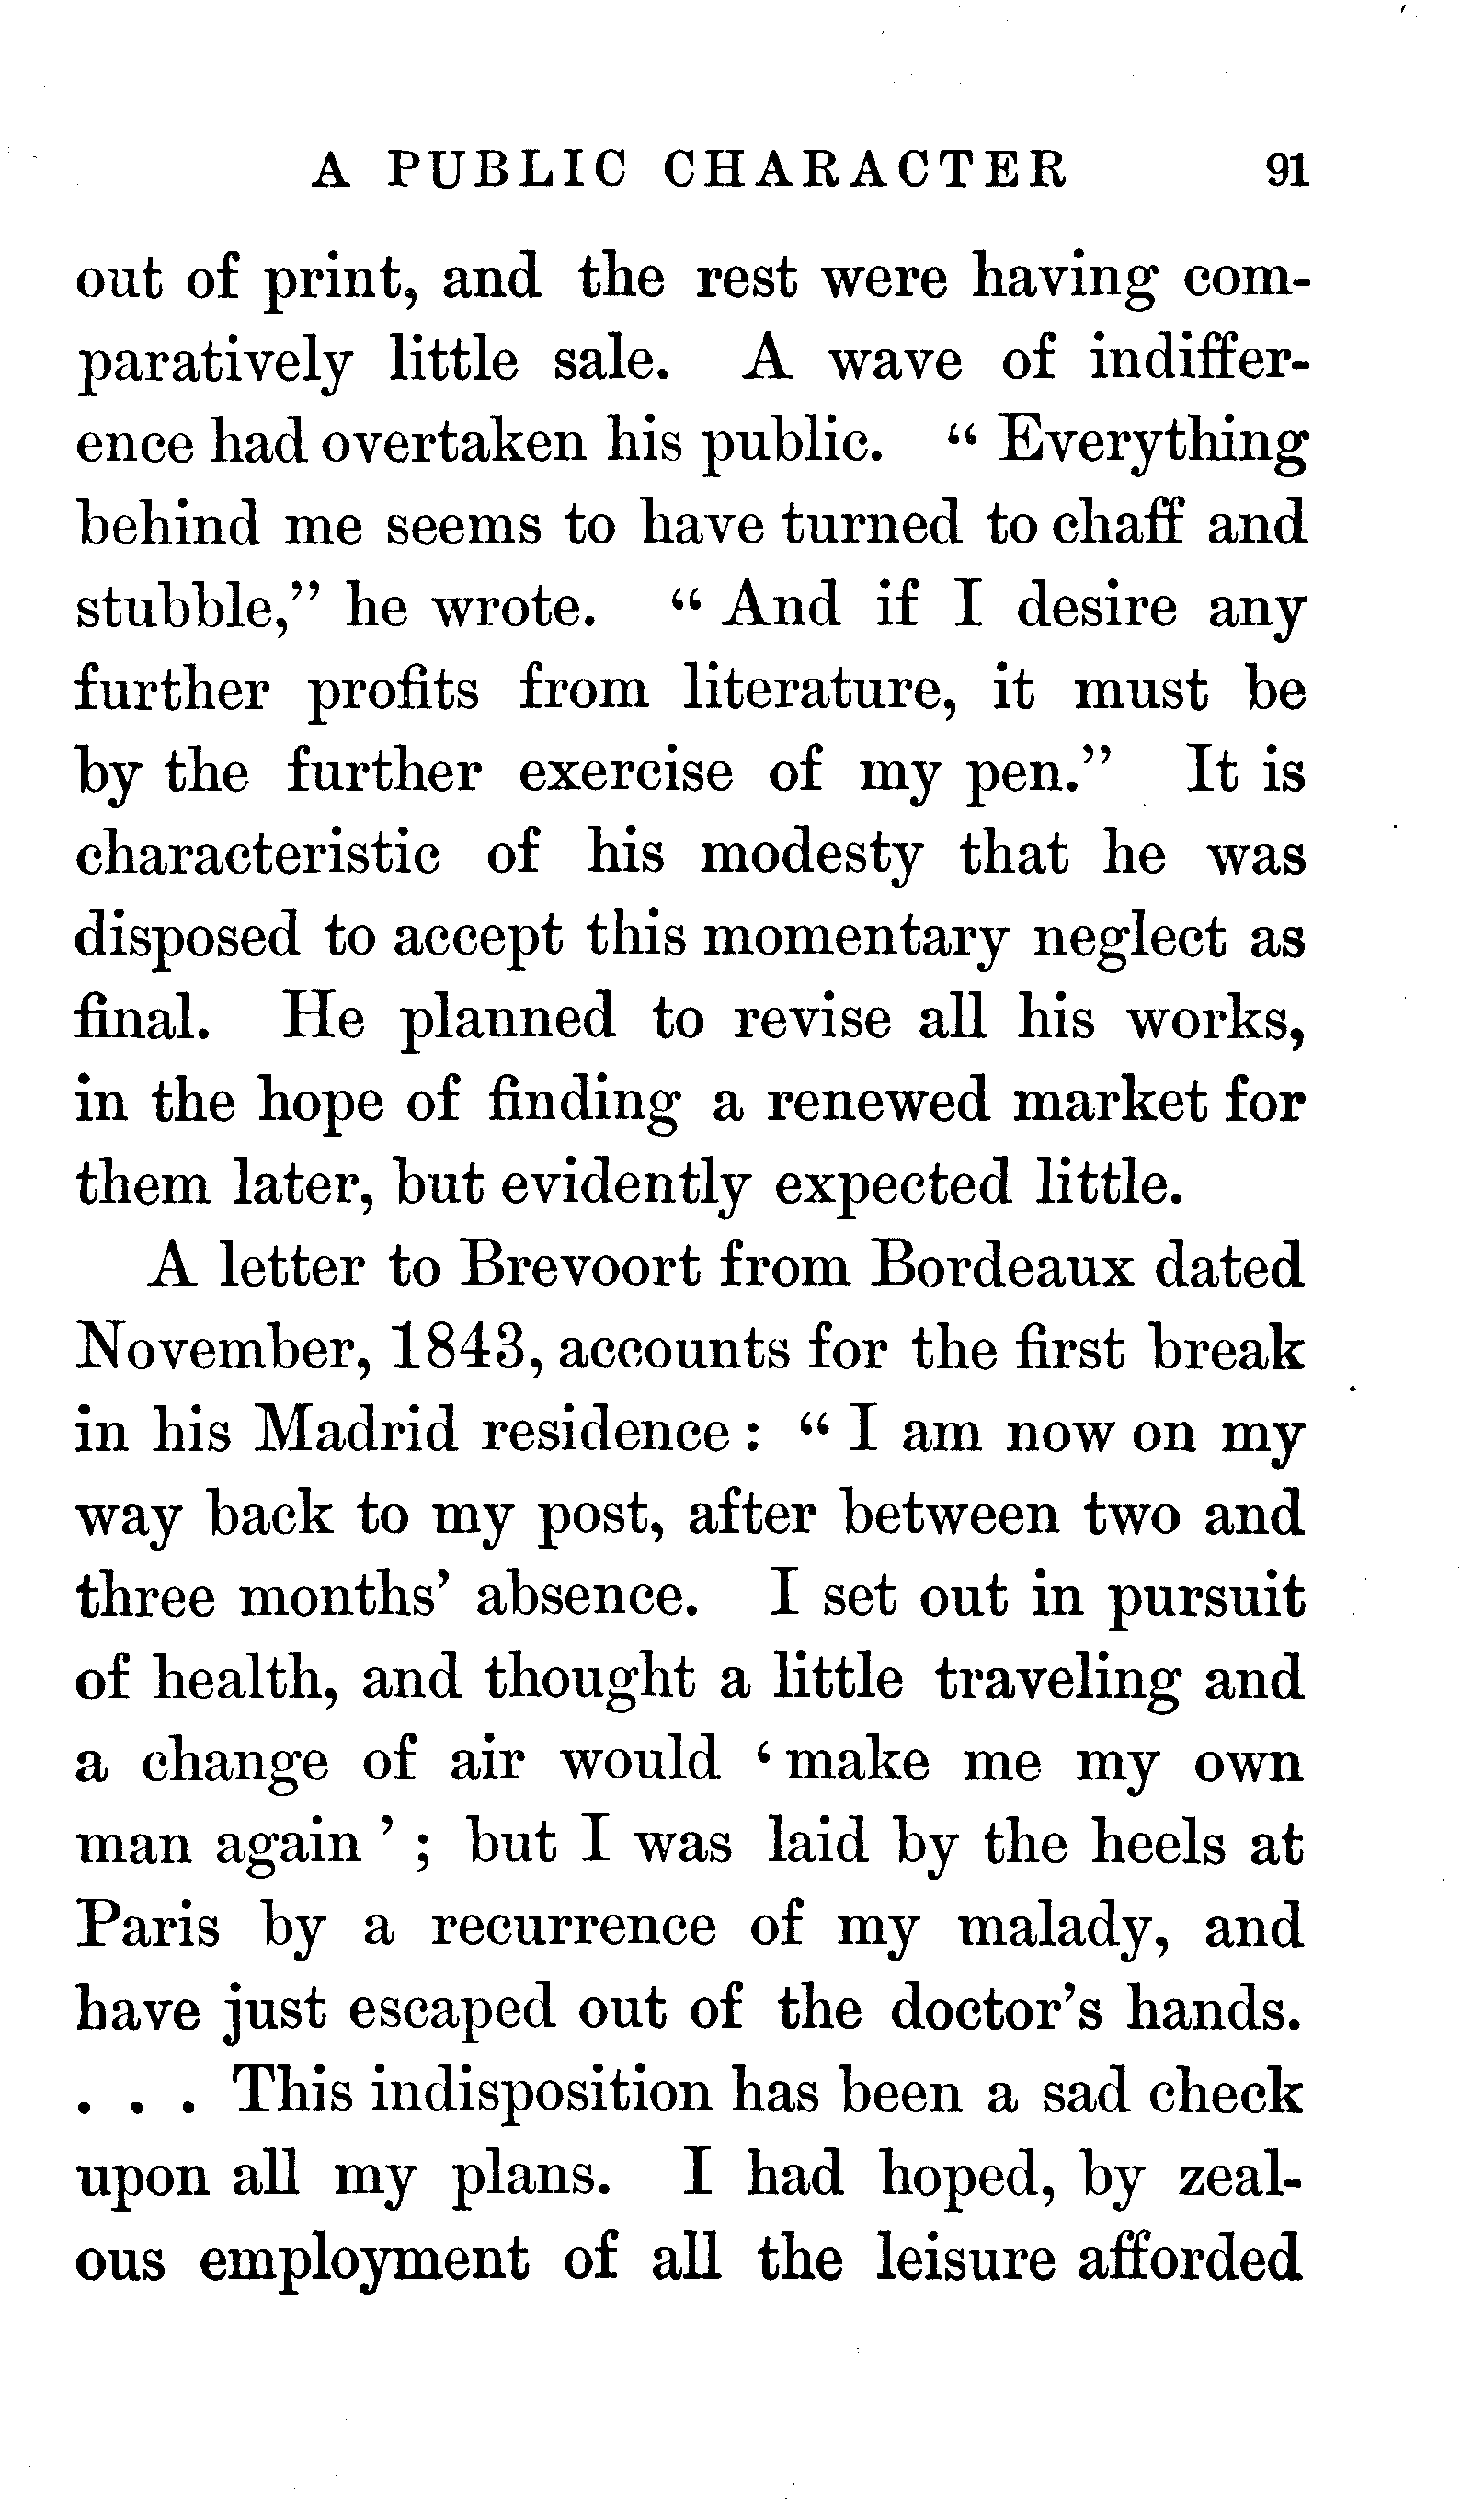 A PUBLIC CHARACTER 91
out of print, and the rest were having com-
paratively little sale. A wave of indiffer-
ence had overtaken his public. “ Everything
behind me seems to have turned to chaff and
stubble,” he wrote. “ And if I desire any
further profits from literature, it must be
by the further exercise of my pen.” It is
characteristic of his modesty that he was
disposed to accept this momentary neglect as
final. He planned to revise all his works,
in the hope of finding a renewed market for
them later, but evidently expected little.
A letter to Brevoort from Bordeaux dated
November, 1843, accounts for the first break
in his Madrid residence : “ I am now on my
way back to my post, after between two and
three months’ absence. I set out in pursuit
of health, and thought a little traveling and
a change of air would ‘ make me my own
man again ’ ; but I was laid by the heels at
Paris by a recurrence of my malady, and
have just escaped out of the doctor’s hands.
. . . This indisposition has been a sad check
upon all my plans. I had hoped, by zeal-
ous employment of all the leisure afforded